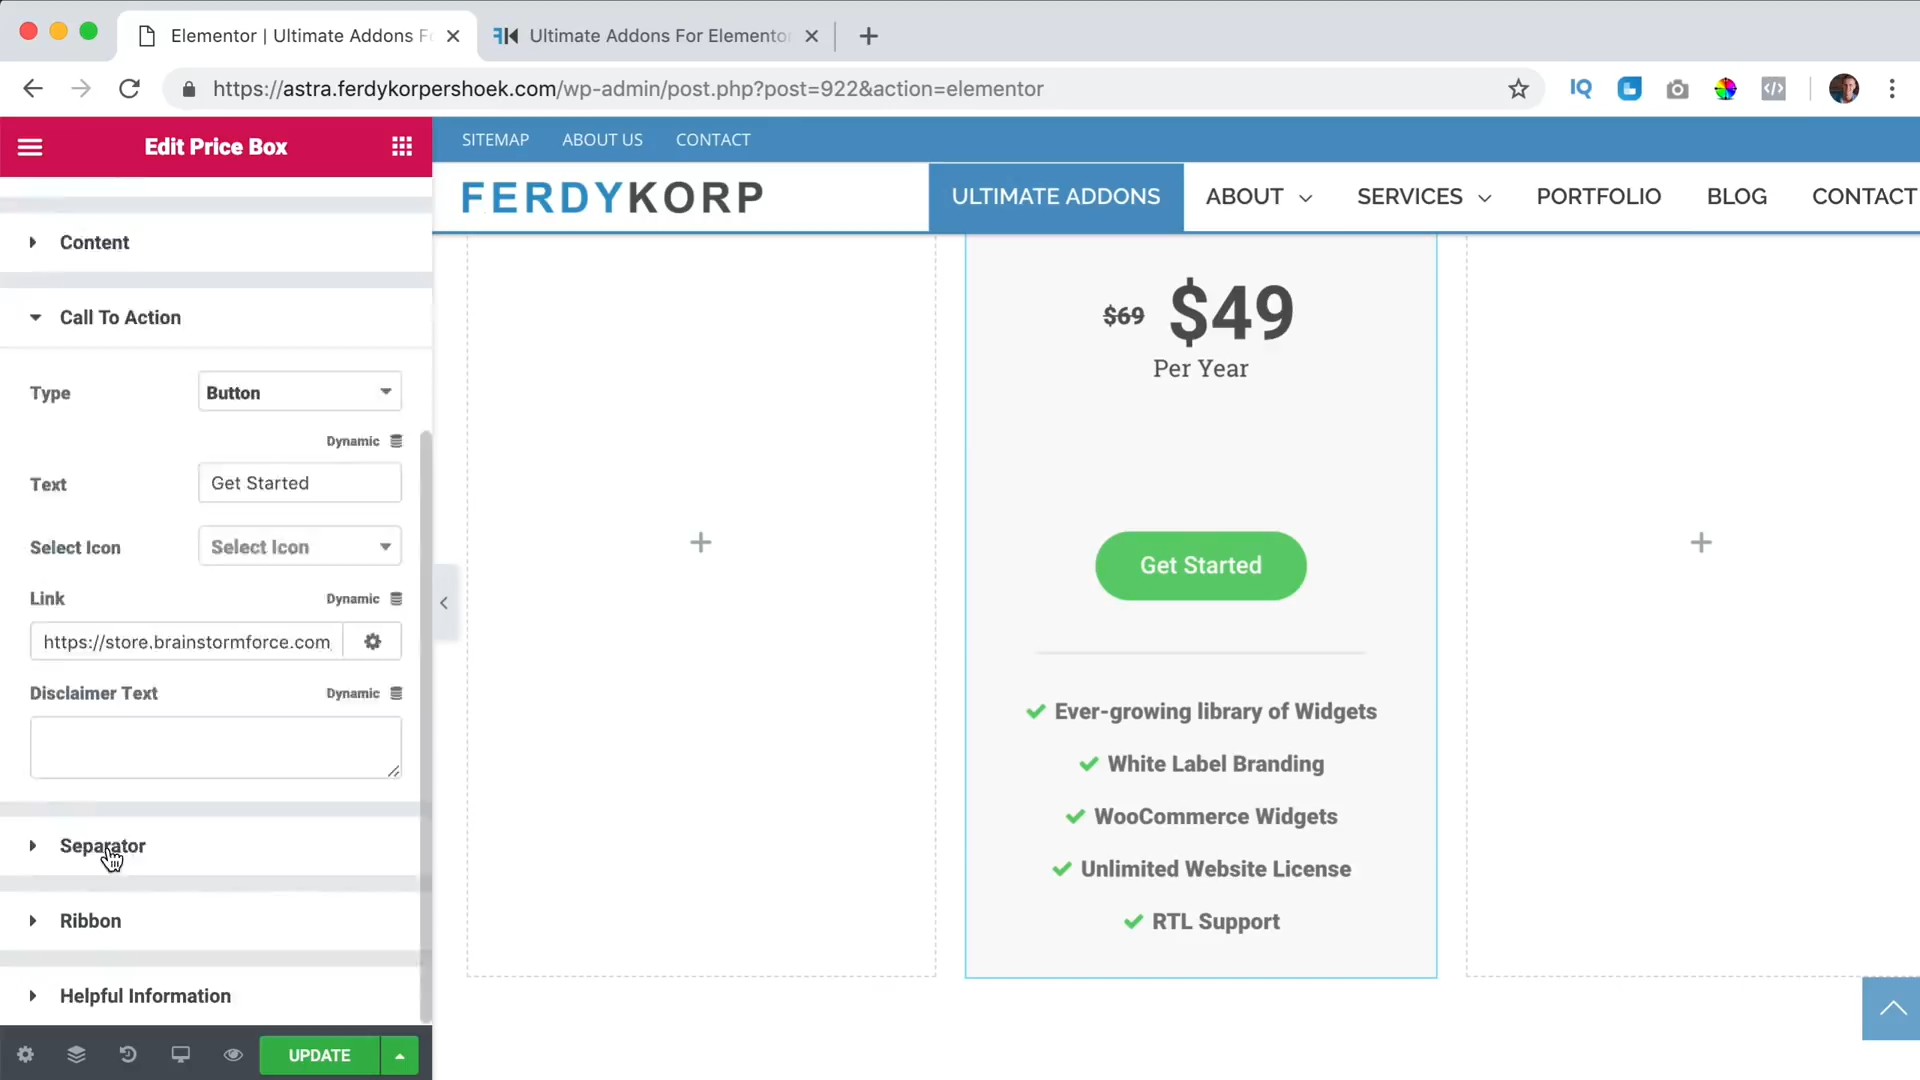 Elementor | Ultimate Addons F
Ultimate Addons For Elemento
https://astra.ferdykorpershoek.com/wp-admin/post.php?post=922&action=elementor
IQ
Edit Price Box
Content
Call To Action
Type
Button
Dynamic
Text
Get Started
Select Icon
Select Icon
Link
Dynamic
https://store.brainstormforce.com
Disclaimer Text
Dynamic
Separator
Ribbon
Helpful Information
UPDATE
SITEMAP
ABOUT US
CONTACT
FERDYKORP
ULTIMATE ADDONS
ABOUT
SERVICES
PORTFOLIO
BLOG
CONTACT
$69 $49
Per Year
Get Started
Ever-growing library of Widgets
White Label Branding
WooCommerce Widgets
Unlimited Website License
RTL Support